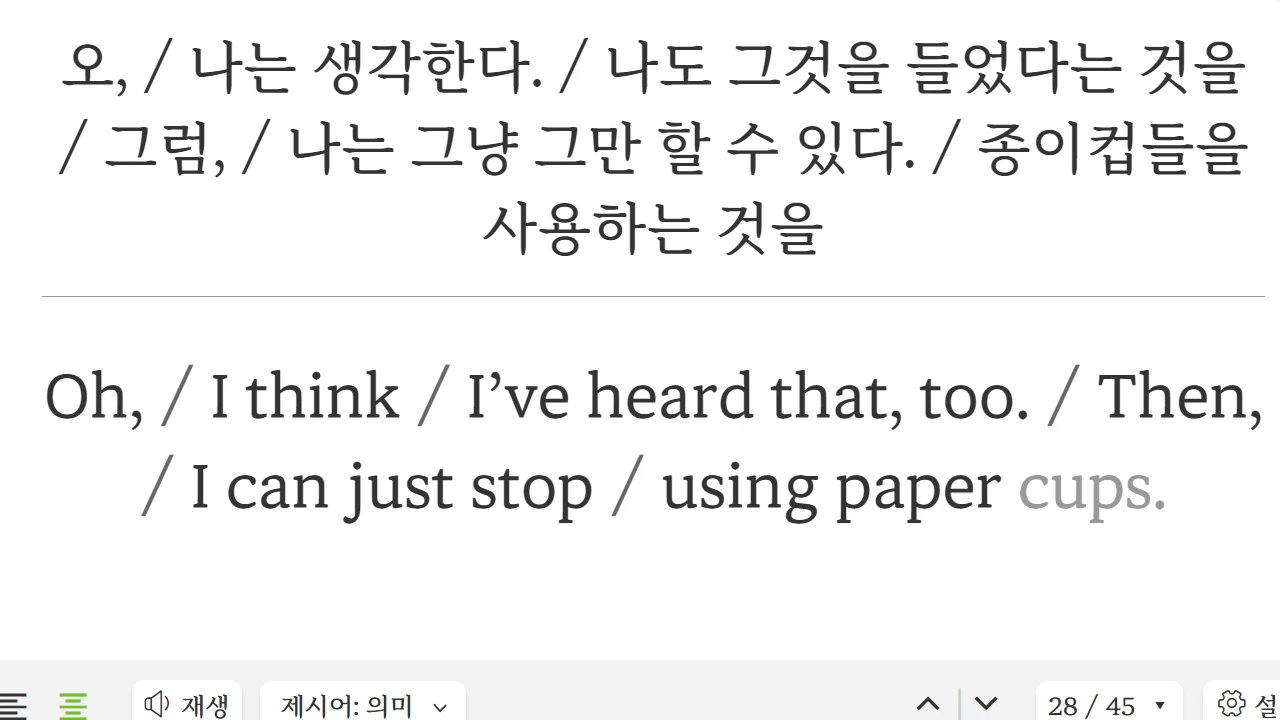 오, / 나는 생각한다. / 나도 그것을 들었다는 것을
/ 그럼, / 나는 그냥 그만 할 수 있다. / 종이컵들을
사용하는 것을
Oh, / I think / I’ve heard that, too. / Then,
/ I can just stop / using paper cups.
재생 제시어: 의미 28 / 45